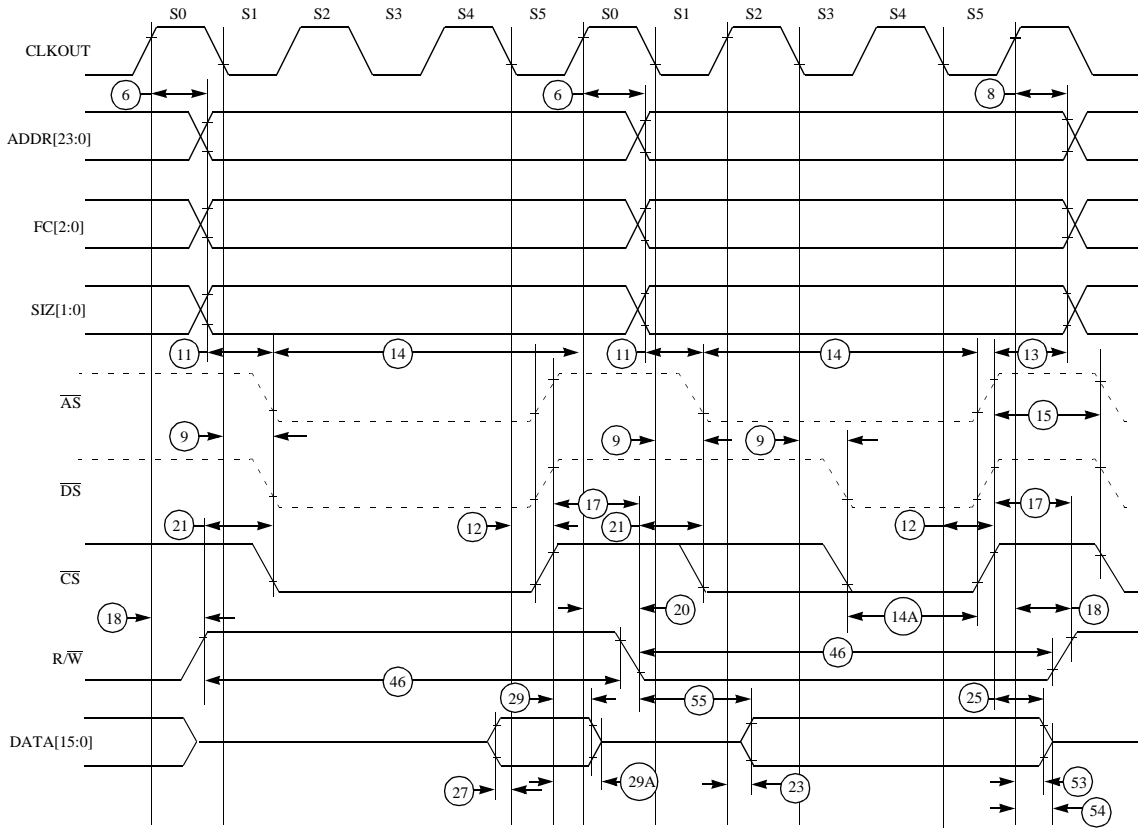 S0 S1 S2 S3 S4 S5 S0 S1 S2 S3 S4 S5
CLKOUT
6 6 8
ADDR[23:0]
FC[2:0]
SIZ[1:0]
11 14 11 14 13
AS
15
9 9 9
DS
17 17
21 12 21 12
CS
18 20 14A 18
R/W
46 46
29 55 25
DATA[15:0]
27 29A 23 53
54